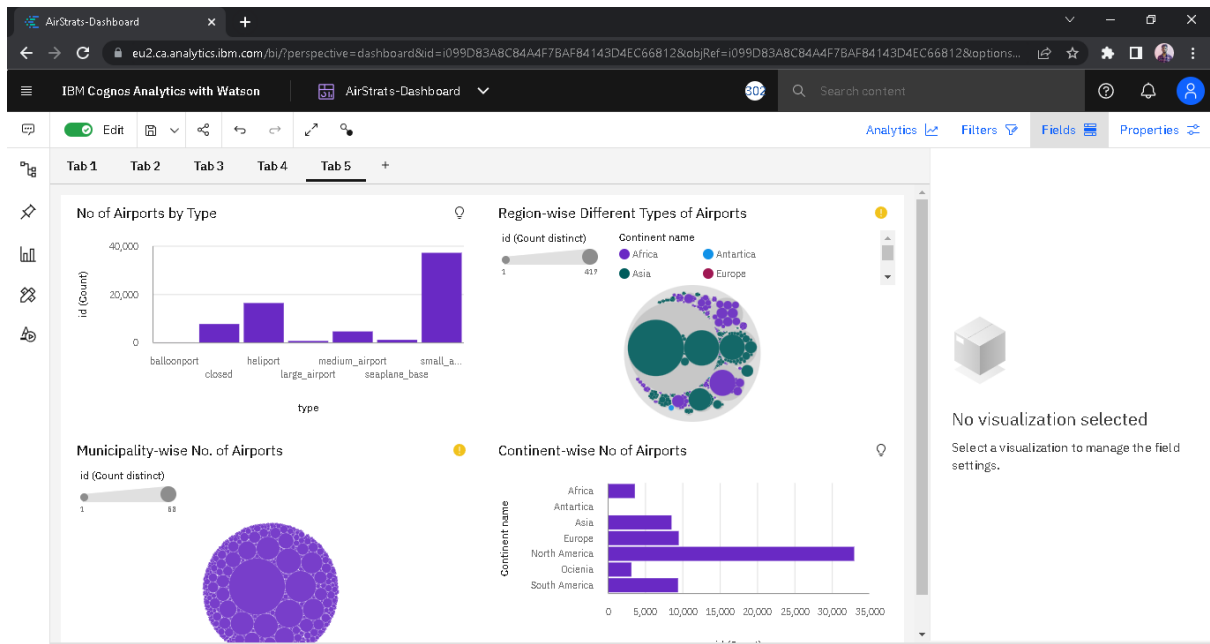 AirStrats-Dashboard
eu2.ca.analytics.ibm.com/bi/?perspective=dashboard&id=i099D83A8C84A4F7BAF84143D4EC66812&objRef=i099D83A8C84A4F7BAF84143D4EC66812&options...
IBM Cognos Analytics with Watson
AirStrats-Dashboard
302
Search content
Edit
Analytics
Filters
Fields
Properties
Tab 1 Tab 2 Tab 3 Tab 4 Tab 5
No of Airports by Type
id (Count)
40,000
20,000
0
balloonport heliport medium_airport small_a...
closed large_airport seaplane_base
type
Region-wise Different Types of Airports
id (Count distinct)
1 419
Continent name
Africa Antartica
Asia Europe
No visualization selected
Select a visualization to manage the field
settings.
Municipality-wise No. of Airports
id (Count distinct)
1
Continent-wise No of Airports
Continent name
Africa
Antartica
Asia
Europe
North America
Ocienia
South America
0 5,000 10,000 15,000 20,000 25,000 30,000 35,000